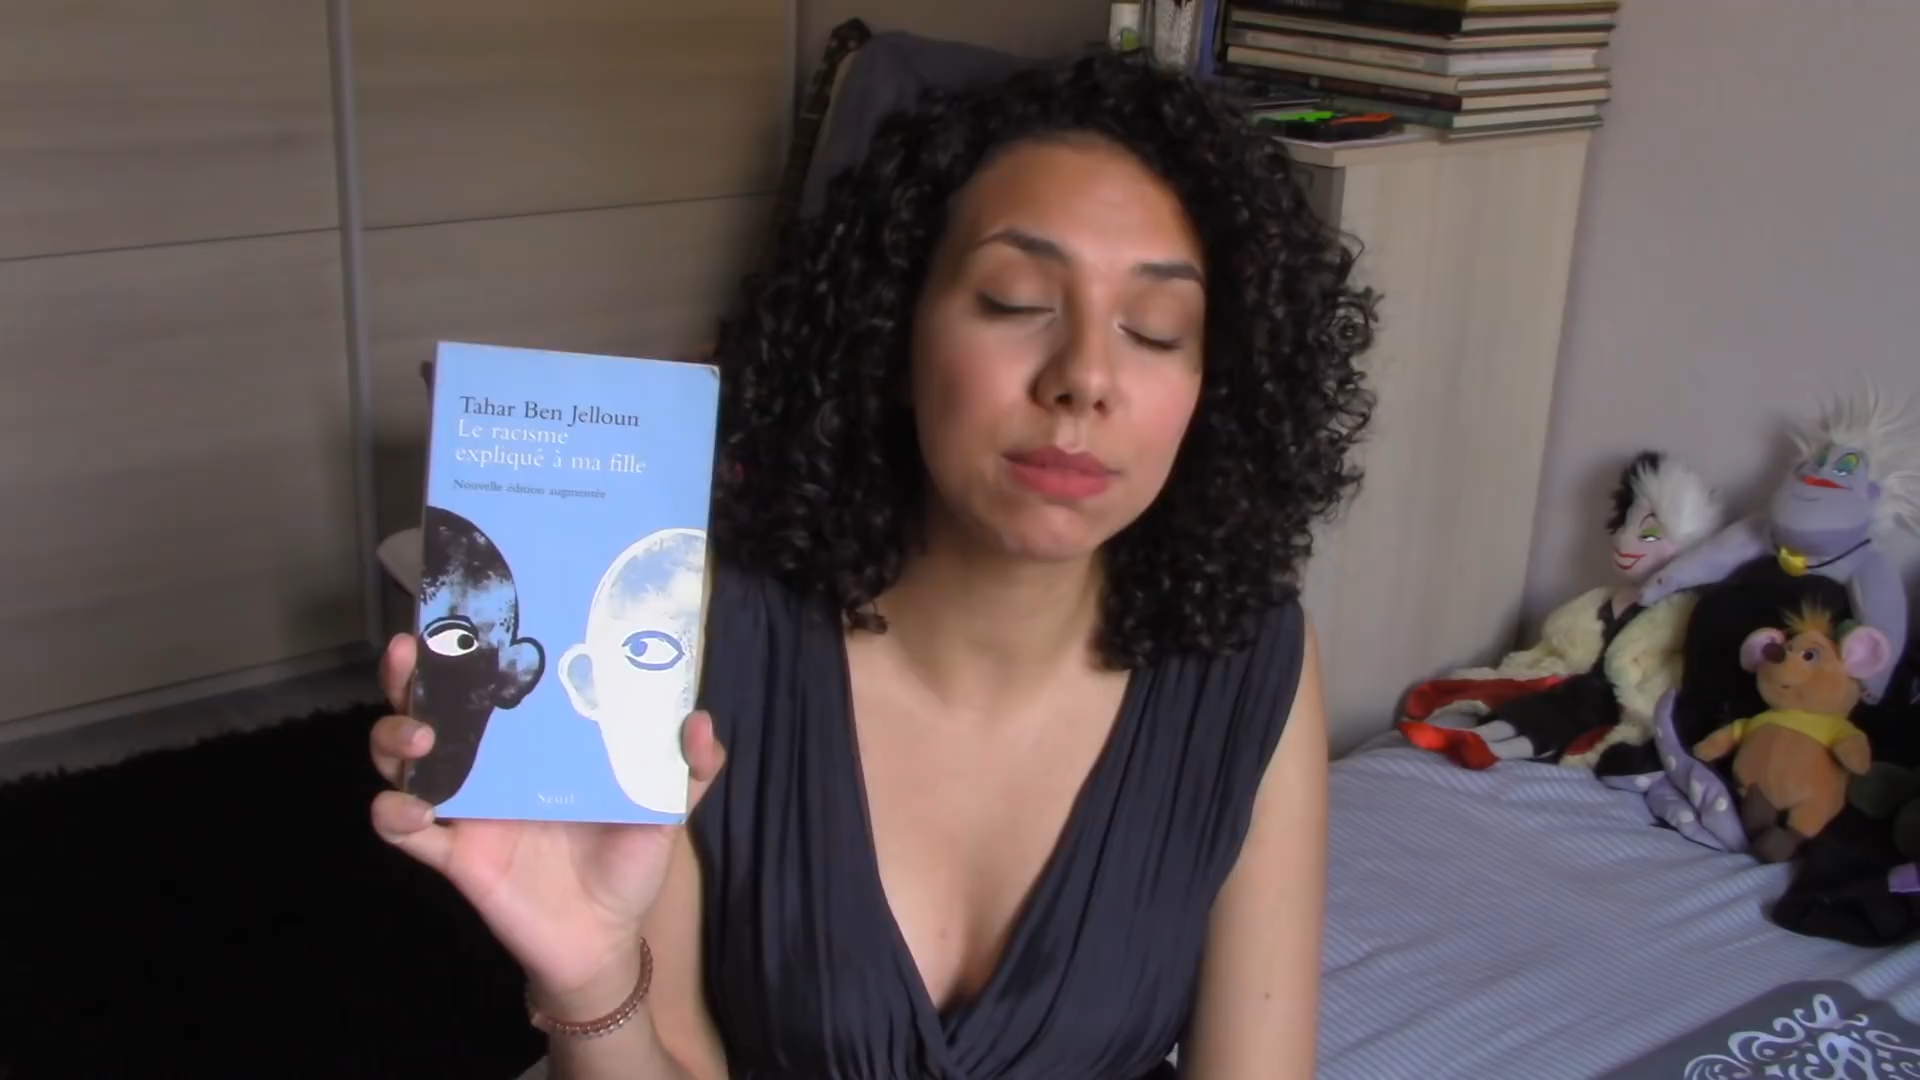 Tahar Ben Jelloun
Le racisme
expliqué à ma fille
Nouvelle édition augmentée
Seuil